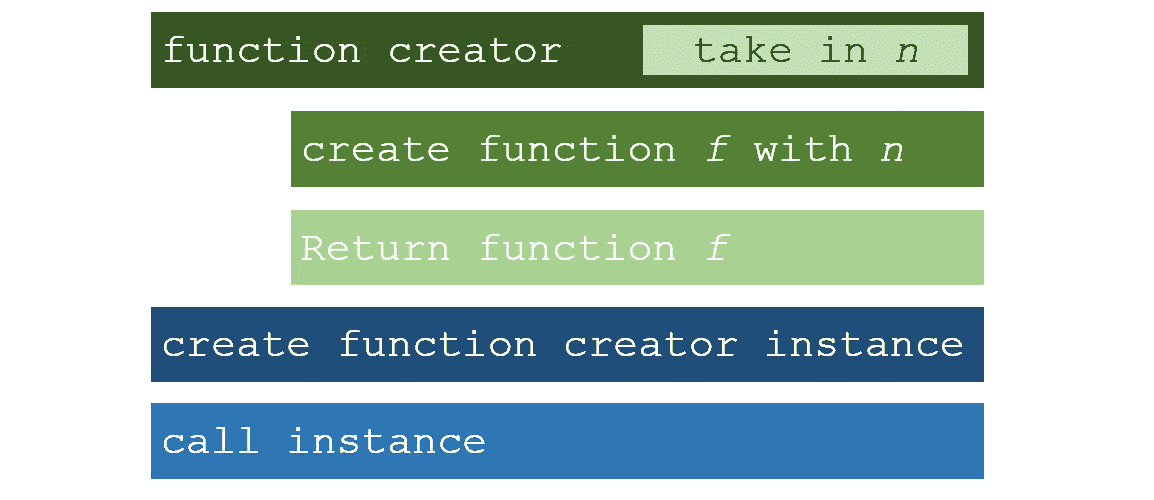 function creator take in n
create function f with n
Return function f
create function creator instance
call instance